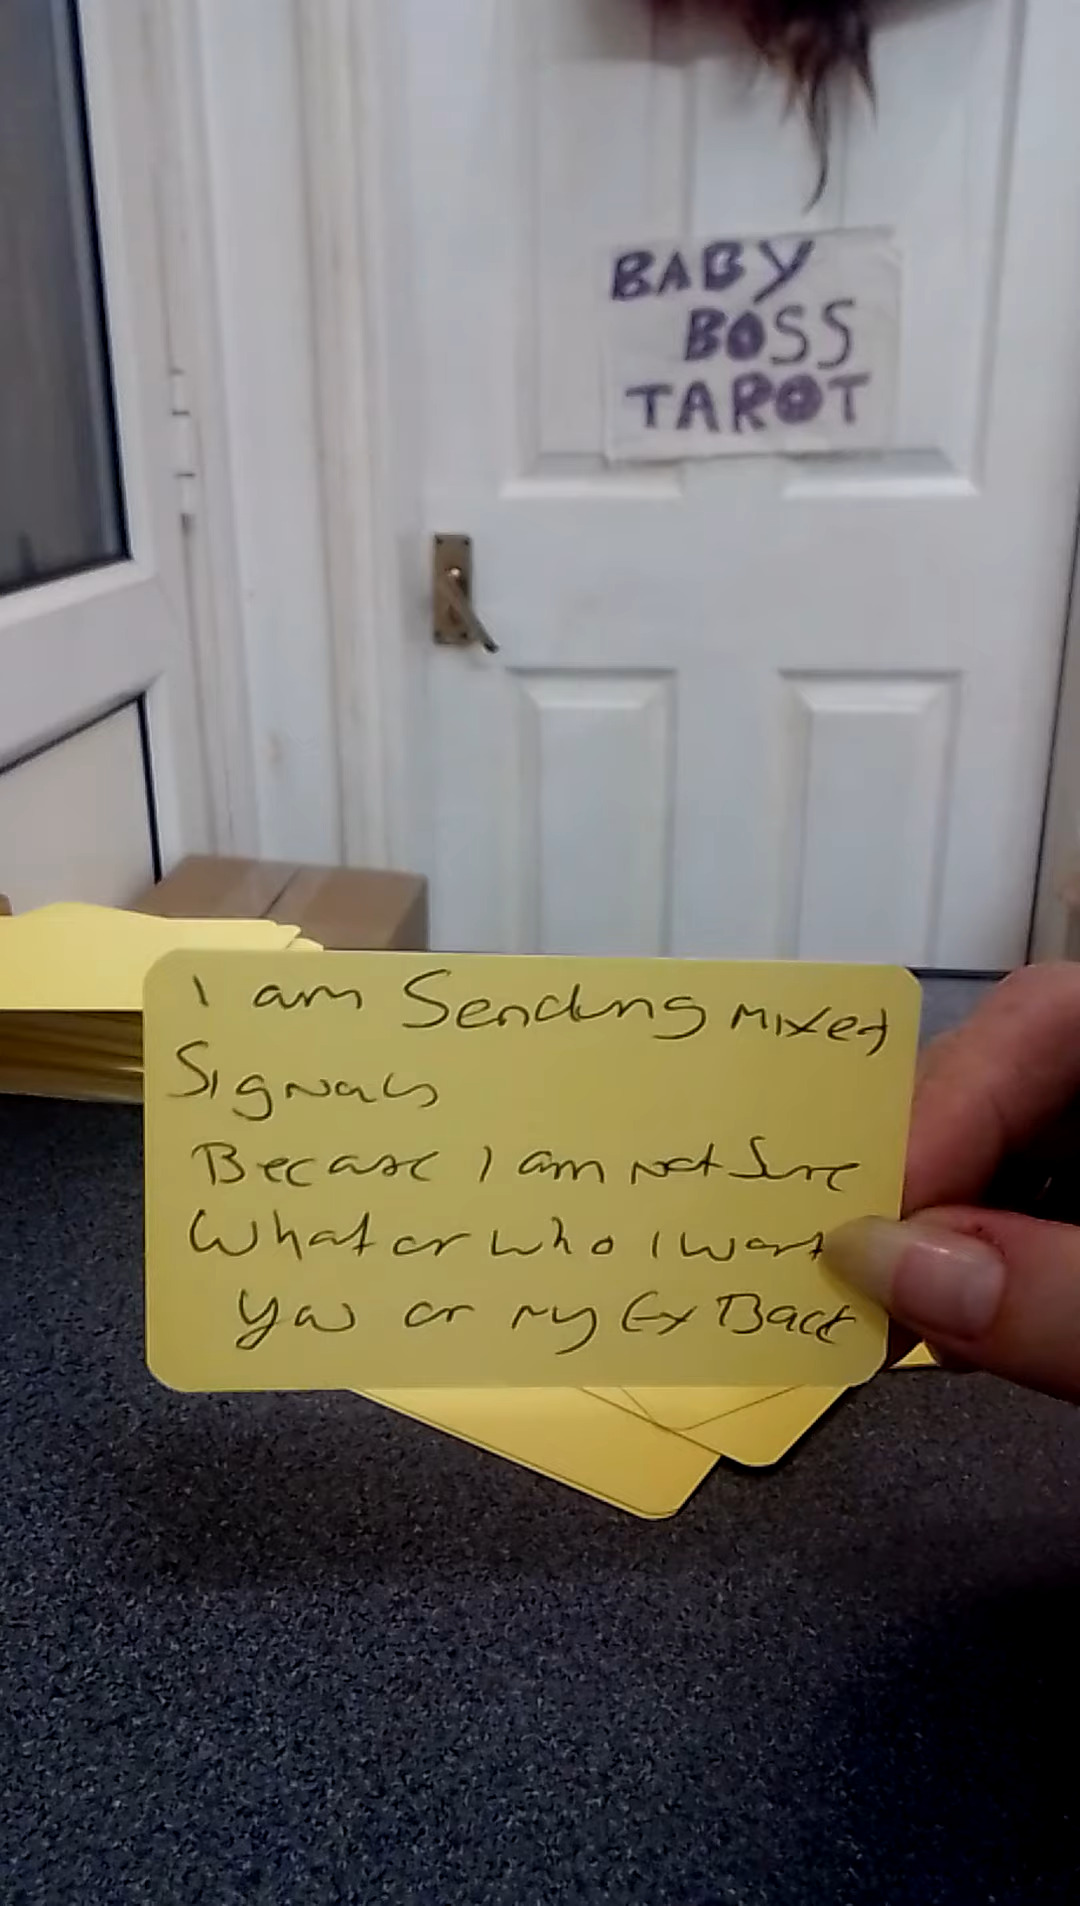 BABY
BOSS
TAROT
I am Sending mixed
Signals
Because I am not Sure
What or who I want
You or my Ex Back